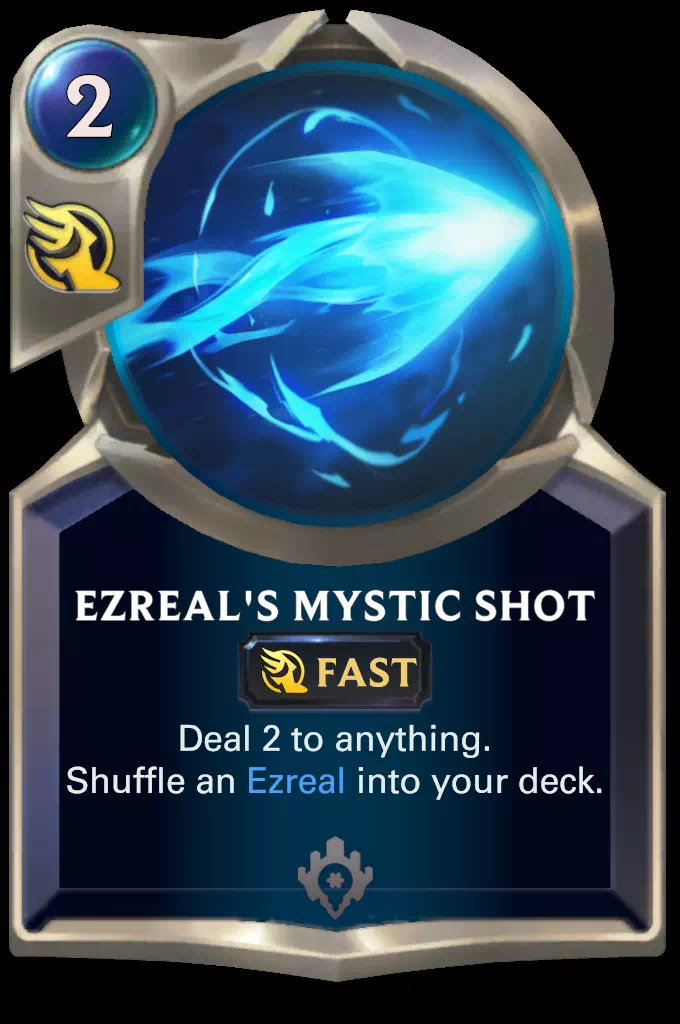 2
EZREAL'S MYSTIC SHOT
FAST
Deal 2 to anything.
Shuffle an Ezreal into your deck.